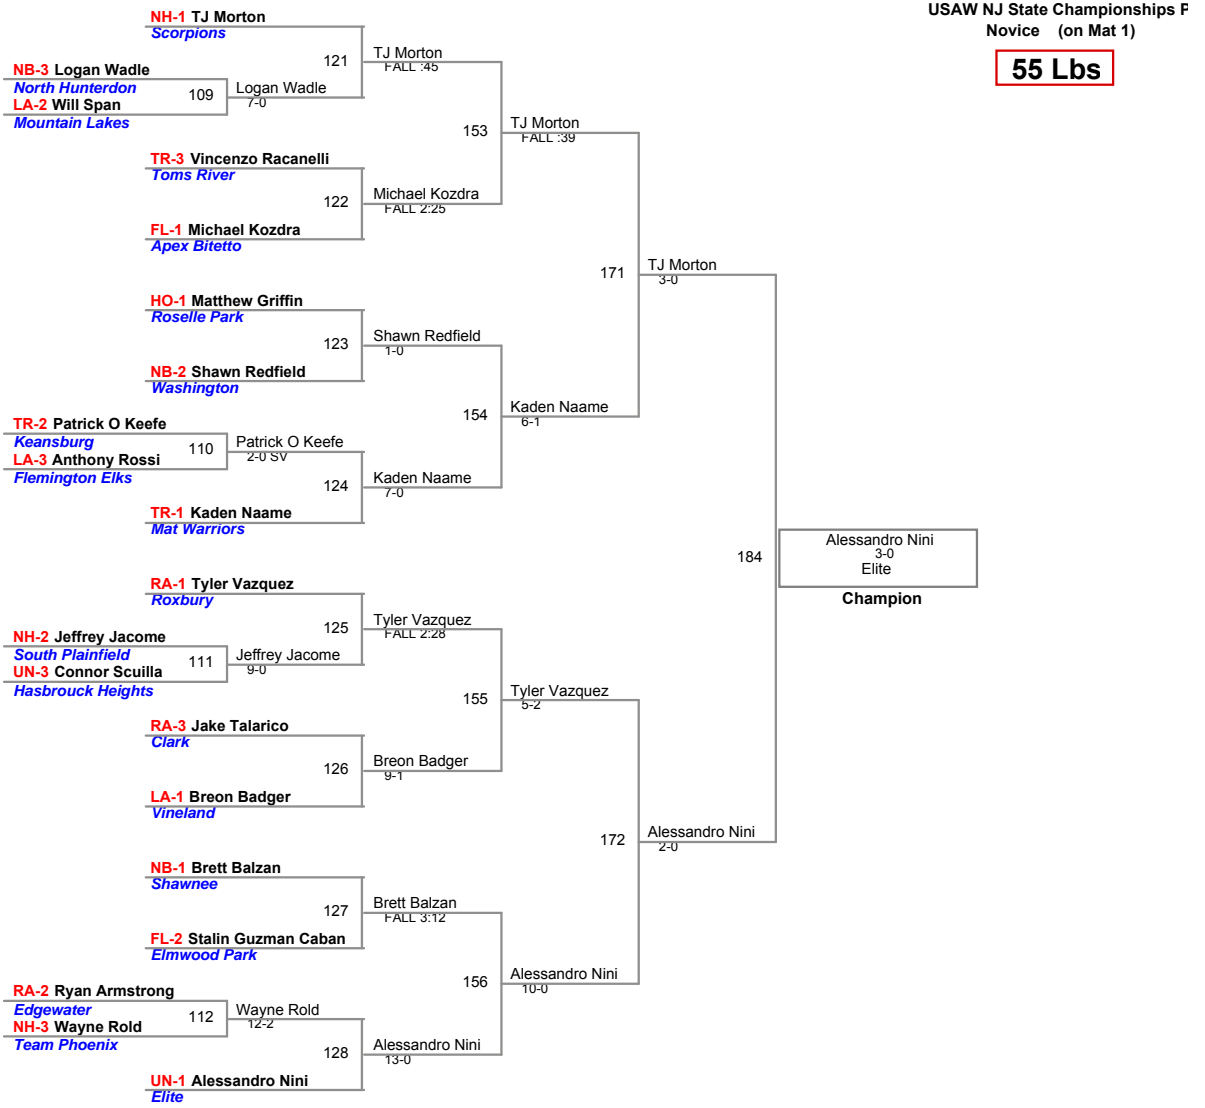 USAW NJ State Championships P
Novice (on Mat 1)
55 Lbs
NH-1 TJ Morton
Scorpions
121
TJ Morton
FALL :45
NB-3 Logan Wadle
North Hunterdon
109
Logan Wadle
7-0
LA-2 Will Span
Mountain Lakes
153
TJ Morton
FALL :39
TR-3 Vincenzo Racanelli
Toms River
122
Michael Kozdra
FALL 2:25
FL-1 Michael Kozdra
Apex Bitetto
171
TJ Morton
3-0
HO-1 Matthew Griffin
Roselle Park
123
Shawn Redfield
1-0
NB-2 Shawn Redfield
Washington
154
Kaden Naame
6-1
TR-2 Patrick O Keefe
Keansburg
110
Patrick O Keefe
2-0 SV
LA-3 Anthony Rossi
Flemington Elks
124
Kaden Naame
7-0
TR-1 Kaden Naame
Mat Warriors
184
Alessandro Nini
3-0
Elite
Champion
RA-1 Tyler Vazquez
Roxbury
125
Tyler Vazquez
FALL 2:28
NH-2 Jeffrey Jacome
South Plainfield
111
Jeffrey Jacome
9-0
UN-3 Connor Scuilla
Hasbrouck Heights
155
Tyler Vazquez
5-2
RA-3 Jake Talarico
Clark
126
Breon Badger
9-1
LA-1 Breon Badger
Vineland
172
Alessandro Nini
2-0
NB-1 Brett Balzan
Shawnee
127
Brett Balzan
FALL 3:12
FL-2 Stalin Guzman Caban
Elmwood Park
156
Alessandro Nini
10-0
RA-2 Ryan Armstrong
Edgewater
112
Wayne Rold
12-2
NH-3 Wayne Rold
Team Phoenix
128
Alessandro Nini
13-0
UN-1 Alessandro Nini
Elite